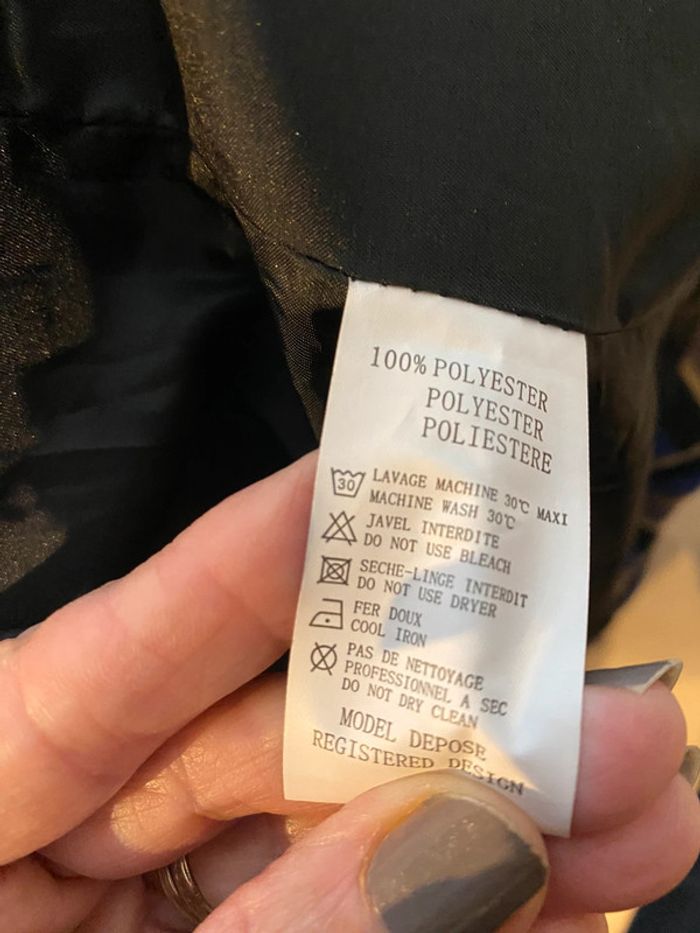 100% POLYESTER
POLYESTER
POLIESTERE
30
LAVAGE MACHINE 30℃ MAXI
MACHINE WASH 30℃
JAVEL INTERDITE
DO NOT USE BLEACH
SECHE-LINGE INTERDIT
DO NOT USE DRYER
FER DOUX
COOL IRON
PAS DE NETTOYAGE
PROFESSIONNEL A SEC
DO NOT DRY CLEAN
MODEL DEPOSE
REGISTERED DESIGN